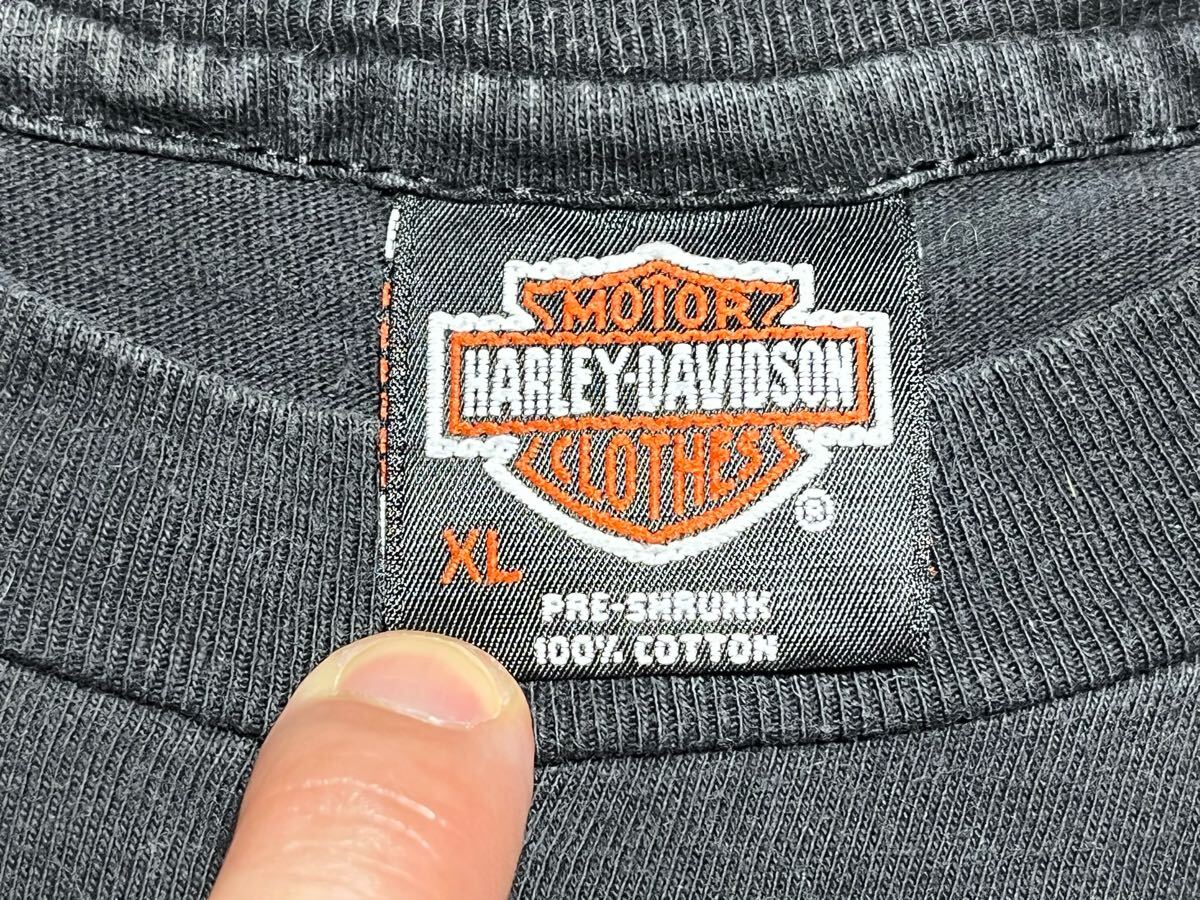 MOTOR
HARLEY-DAVIDSON
CLOTHES
®
XL
PRE-SHRUNK
100% COTTON